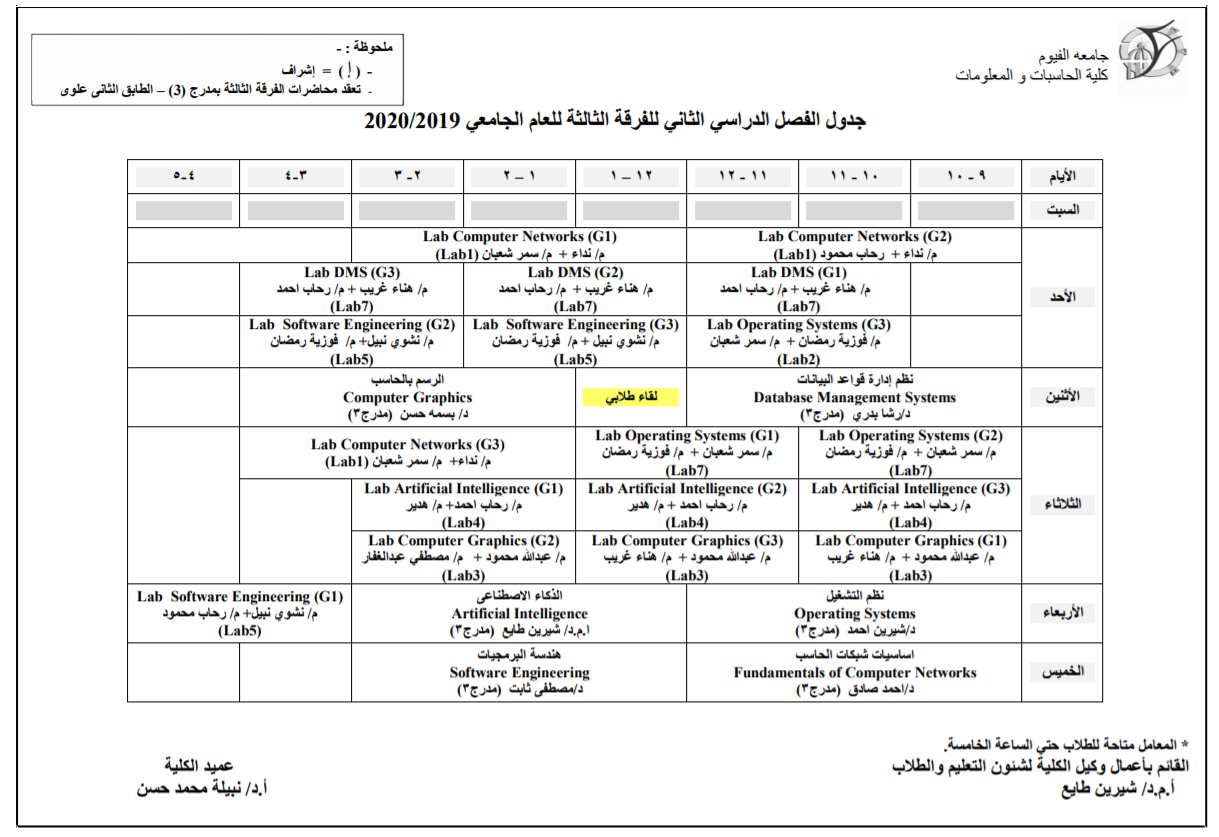 جامعه الفيوم
كلية الحاسبات و المعلومات
ملحوظة : -
- ( أ ) = إشراف
- تعقد محاضرات الفرقة الثالثة بمدرج (3) – الطابق الثانى علوى
جدول الفصل الدراسي الثاني للفرقة الثالثة للعام الجامعي 2020/2019
الأيام ٩ - ١٠ ١٠ - ١١ ١١ - ١٢ ١٢ – ١ ١ – ٢ ٢ - ٣ ٣-٤ ٤-٥
السبت
الأحد
Lab Computer Networks (G2)
م/ نداء + رحاب محمود (Lab1)
Lab Computer Networks (G1)
م/ نداء + م/ سمر شعبان (Lab1)
Lab DMS (G1)
م/ هناء غريب + م/ رحاب احمد
(Lab7)
Lab DMS (G2)
م/ هناء غريب + م/ رحاب احمد
(Lab7)
Lab DMS (G3)
م/ هناء غريب + م/ رحاب احمد
(Lab7)
Lab Operating Systems (G3)
م/ فوزية رمضان + م/ سمر شعبان
(Lab2)
Lab Software Engineering (G3)
م/ نشوي نبيل + م/ فوزية رمضان
(Lab5)
Lab Software Engineering (G2)
م/ نشوي نبيل+ م/ فوزية رمضان
(Lab5)
الأثنين
نظم إدارة قواعد البيانات
Database Management Systems
د/رشا بدري (مدرج٣)
لقاء طلابي
الرسم بالحاسب
Computer Graphics
د/ بسمه حسن (مدرج٣)
الثلاثاء
Lab Operating Systems (G2)
م/ سمر شعبان + م/ فوزية رمضان
(Lab7)
Lab Operating Systems (G1)
م/ سمر شعبان + م/ فوزية رمضان
(Lab7)
Lab Computer Networks (G3)
م/ نداء+ م/ سمر شعبان (Lab1)
Lab Artificial Intelligence (G3)
م/ رحاب احمد + م/ هدير
(Lab4)
Lab Artificial Intelligence (G2)
م/ رحاب احمد + م/ هدير
(Lab4)
Lab Artificial Intelligence (G1)
م/ رحاب احمد+ م/ هدير
(Lab4)
Lab Computer Graphics (G1)
م/ عبدالله محمود + م/ هناء غريب
(Lab3)
Lab Computer Graphics (G3)
م/ عبدالله محمود + م/ هناء غريب
(Lab3)
Lab Computer Graphics (G2)
م/ عبدالله محمود + م/ مصطفي عبدالغفار
(Lab3)
الأربعاء
نظم التشغيل
Operating Systems
د/شيرين احمد (مدرج٣)
الذكاء الاصطناعى
Artificial Intelligence
ا.م.د/ شيرين طايع (مدرج٣)
Lab Software Engineering (G1)
م/ نشوي نبيل+ م/ رحاب محمود
(Lab5)
الخميس
اساسيات شبكات الحاسب
Fundamentals of Computer Networks
د/احمد صادق (مدرج٣)
هندسة البرمجيات
Software Engineering
د/مصطفى ثابت (مدرج٣)
* المعامل متاحة للطلاب حتي الساعة الخامسة.
القائم بأعمال وكيل الكلية لشئون التعليم والطلاب
أ.م.د/ شيرين طايع
عميد الكلية
أ.د/ نبيلة محمد حسن